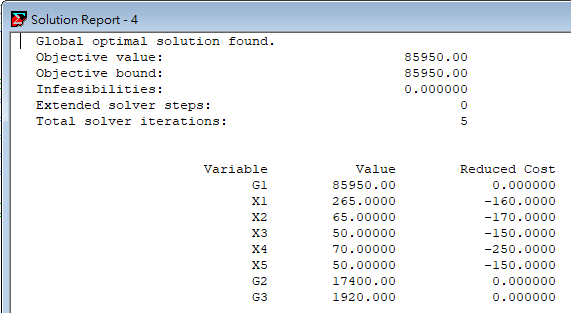 Solution Report - 4
Global optimal solution found.
Objective value: 85950.00
Objective bound: 85950.00
Infeasibilities: 0.000000
Extended solver steps: 0
Total solver iterations: 5
Variable Value Reduced Cost
G1 85950.00 0.000000
X1 265.0000 -160.0000
X2 65.00000 -170.0000
X3 50.00000 -150.0000
X4 70.00000 -250.0000
X5 50.00000 -150.0000
G2 17400.00 0.000000
G3 1920.000 0.000000